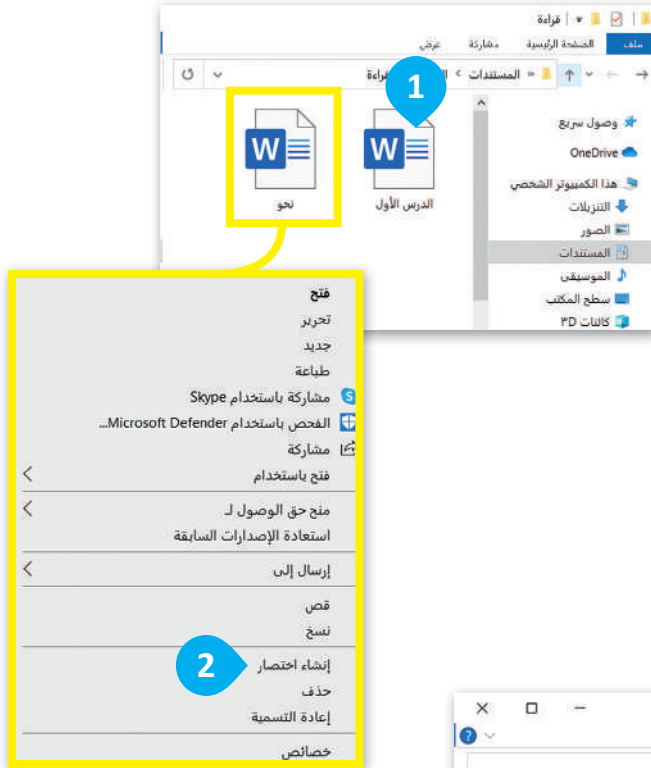 قراءة
ملف الصفحة الرئيسية مشاركة عرض
المستندات
قراءة
1
وصول سريع
OneDrive
هذا الكمبيوتر الشخصي
التنزيلات
الصور
المستندات
الموسيقى
سطح المكتب
كائنات ٣D
W
الدرس الأول
W
نحو
فتح
تحرير
جديد
طباعة
مشاركة باستخدام Skype
الفحص باستخدام Microsoft Defender...
مشاركة
فتح باستخدام
منح حق الوصول لـ
استعادة الإصدارات السابقة
إرسال إلى
قص
نسخ
إنشاء اختصار
2
حذف
إعادة التسمية
خصائص